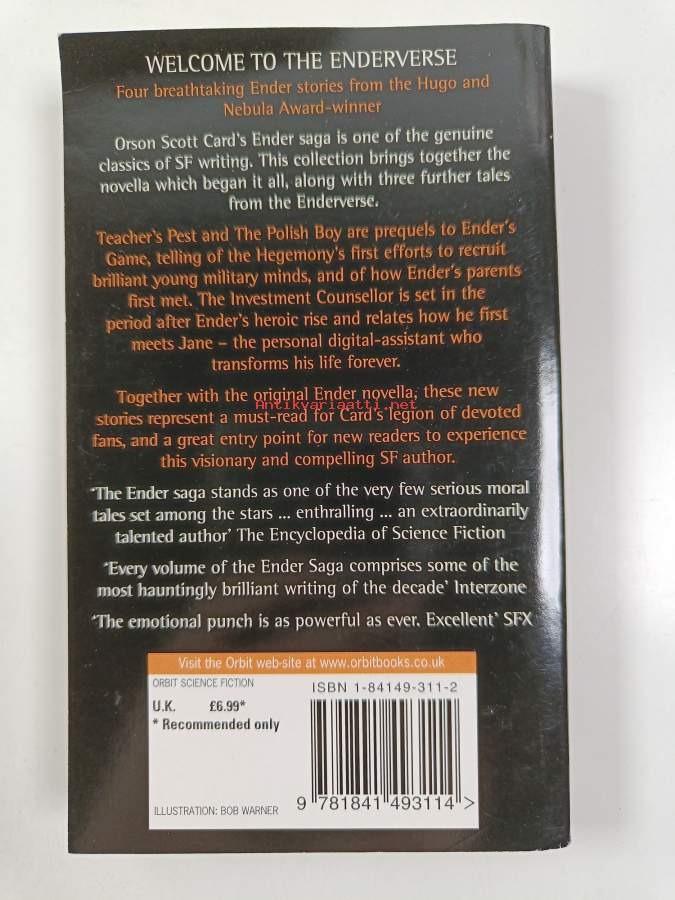 WELCOME TO THE ENDERVERSE
Four breathtaking Ender stories from the Hugo and
Nebula Award-winner
Orson Scott Card's Ender saga is one of the genuine
classics of SF writing. This collection brings together the
novella which began it all, along with three further tales
from the Enderverse.
Teacher's Pest and The Polish Boy are prequels to Ender's
Game, telling of the Hegemony's first efforts to recruit
brilliant young military minds, and of how Ender's parents
first met. The Investment Counsellor is set in the
period after Ender's heroic rise and relates how he first
meets Jane – the personal digital-assistant who
transforms his life forever.
Together with the original Ender novella, these new
Antikvariaatti.net
stories represent a must-read for Card's legion of devoted
fans, and a great entry point for new readers to experience
this visionary and compelling SF author.
'The Ender saga stands as one of the very few serious moral
tales set among the stars ... enthralling ... an extraordinarily
talented author' The Encyclopedia of Science Fiction
'Every volume of the Ender Saga comprises some of the
most hauntingly brilliant writing of the decade' Interzone
'The emotional punch is as powerful as ever. Excellent' SFX
Visit the Orbit web-site at www.orbitbooks.co.uk
ORBIT SCIENCE FICTION
ISBN 1-84149-311-2
U.K. £6.99*
* Recommended only
ILLUSTRATION: BOB WARNER
9 781841 493114 >